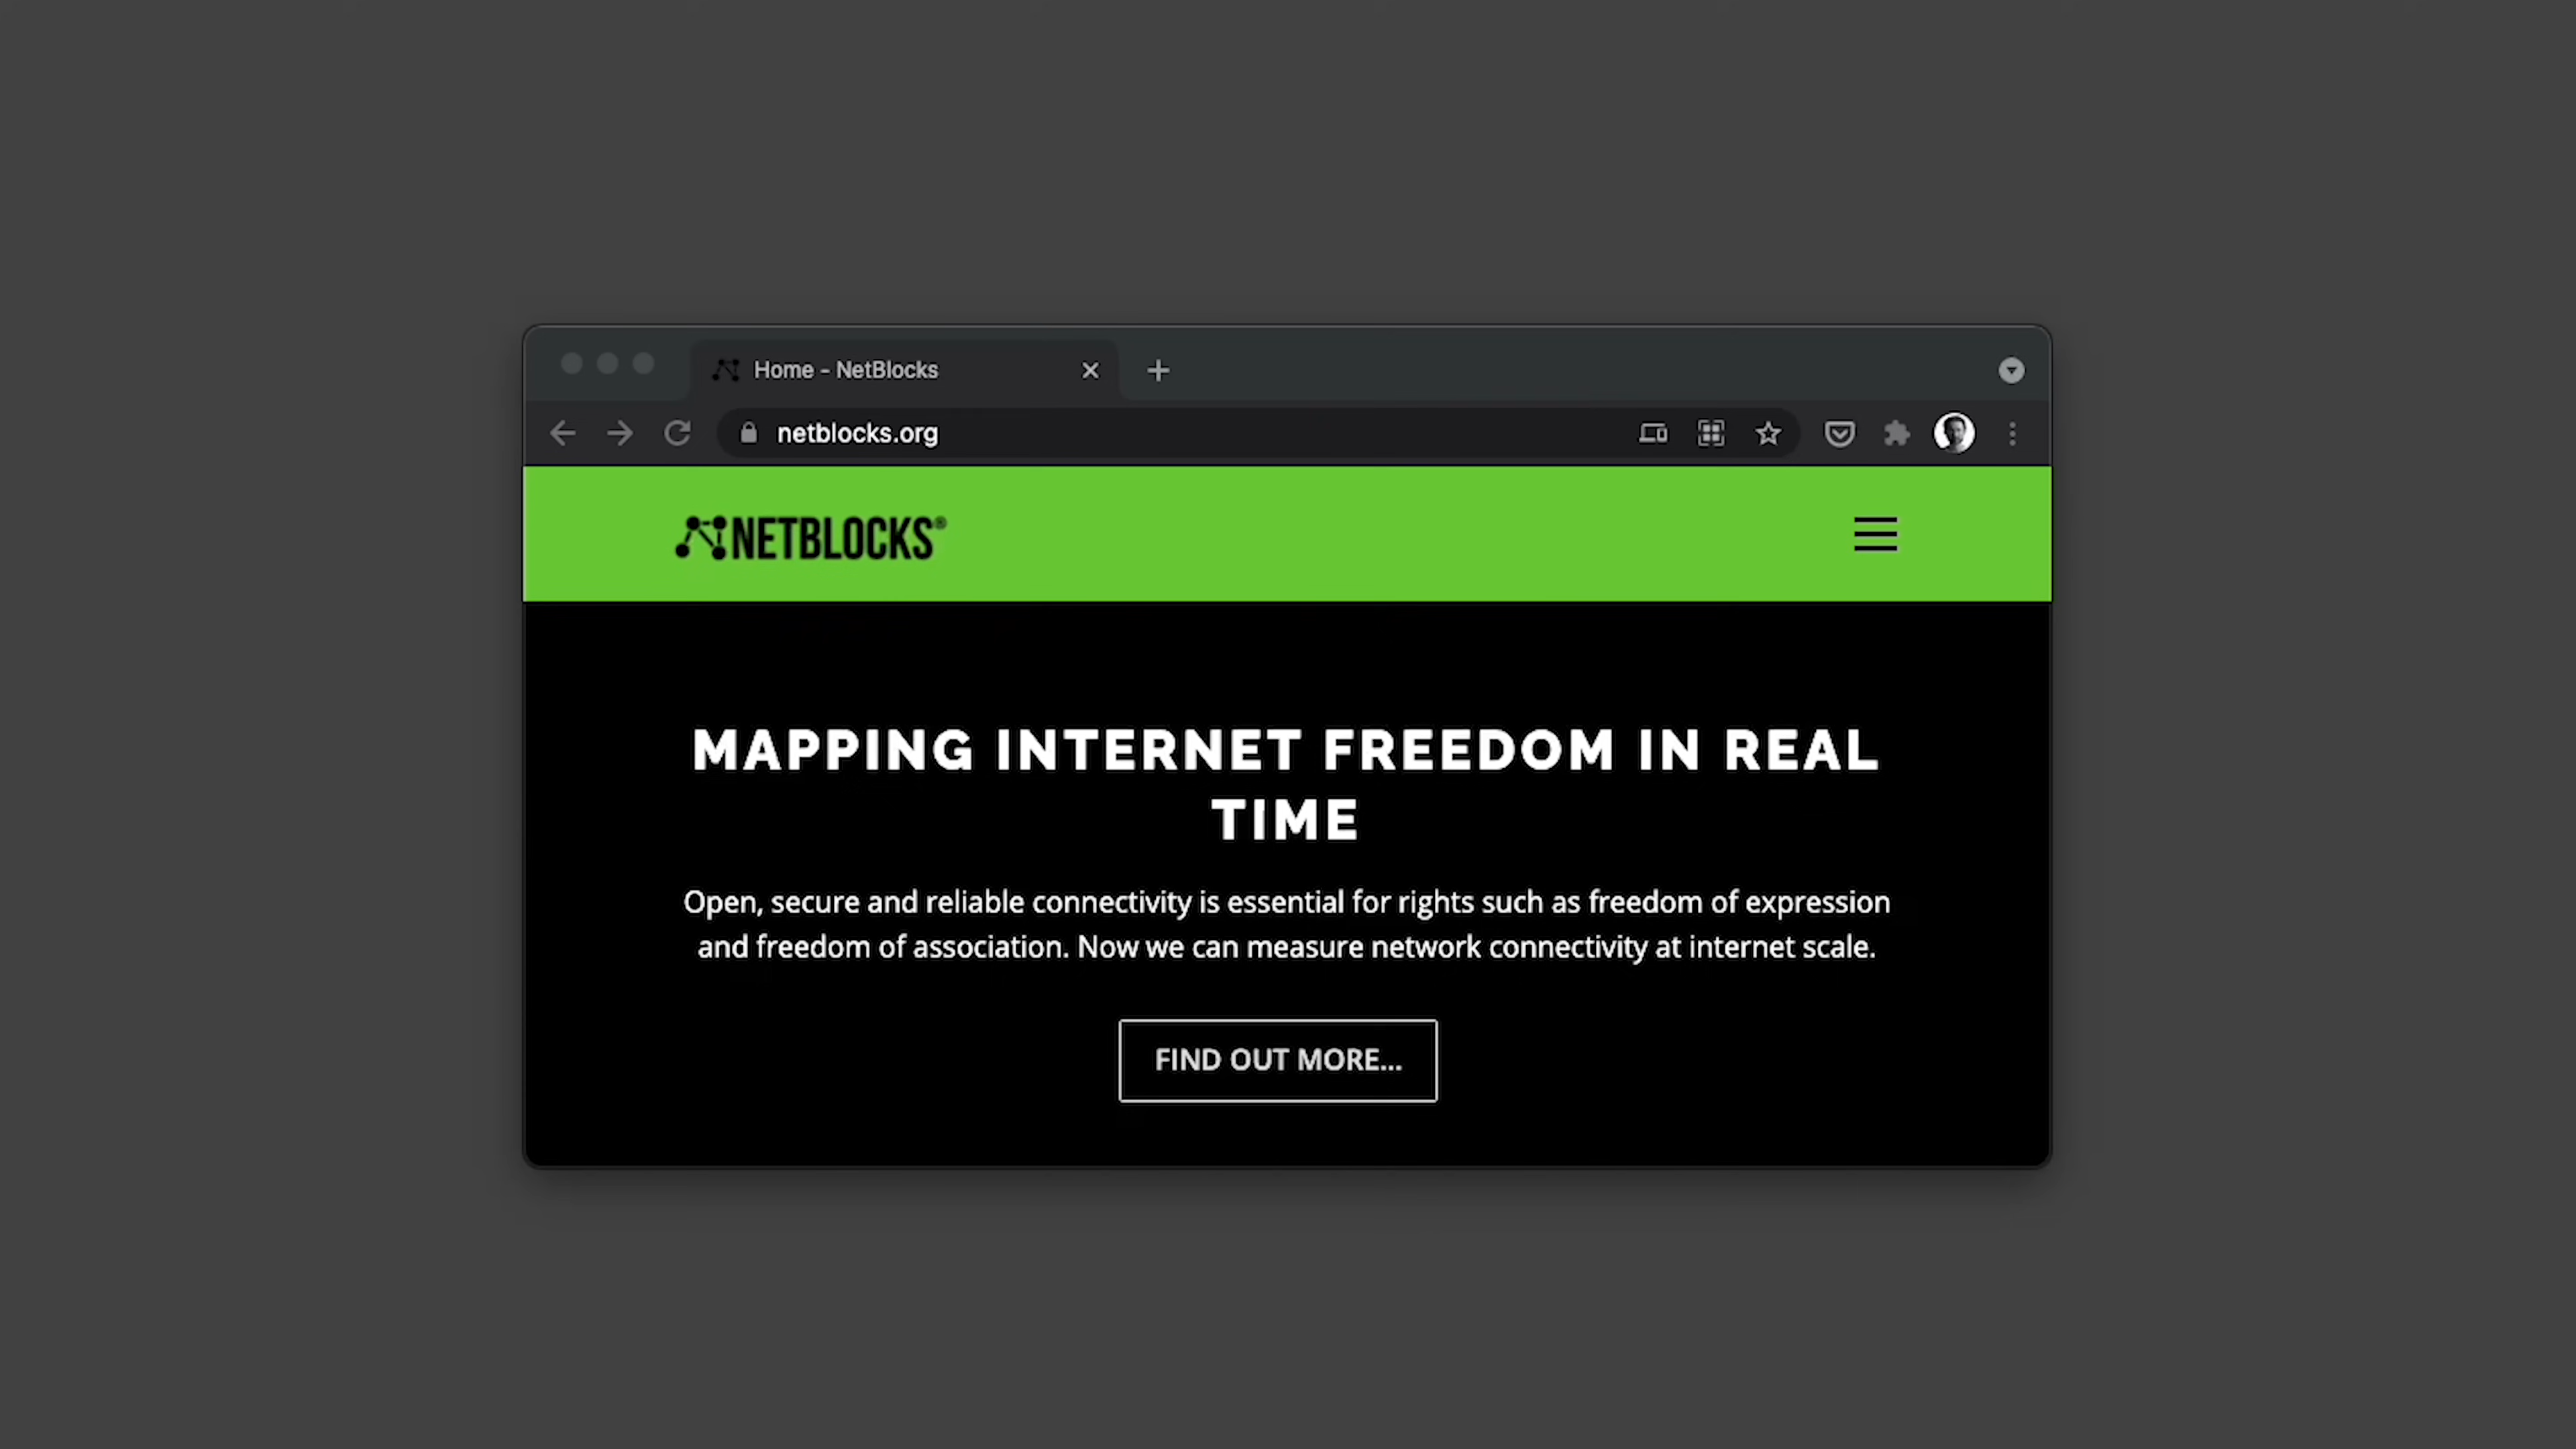 Home - NetBlocks
netblocks.org
NETBLOCKS®
MAPPING INTERNET FREEDOM IN REAL
TIME
Open, secure and reliable connectivity is essential for rights such as freedom of expression
and freedom of association. Now we can measure network connectivity at internet scale.
FIND OUT MORE...